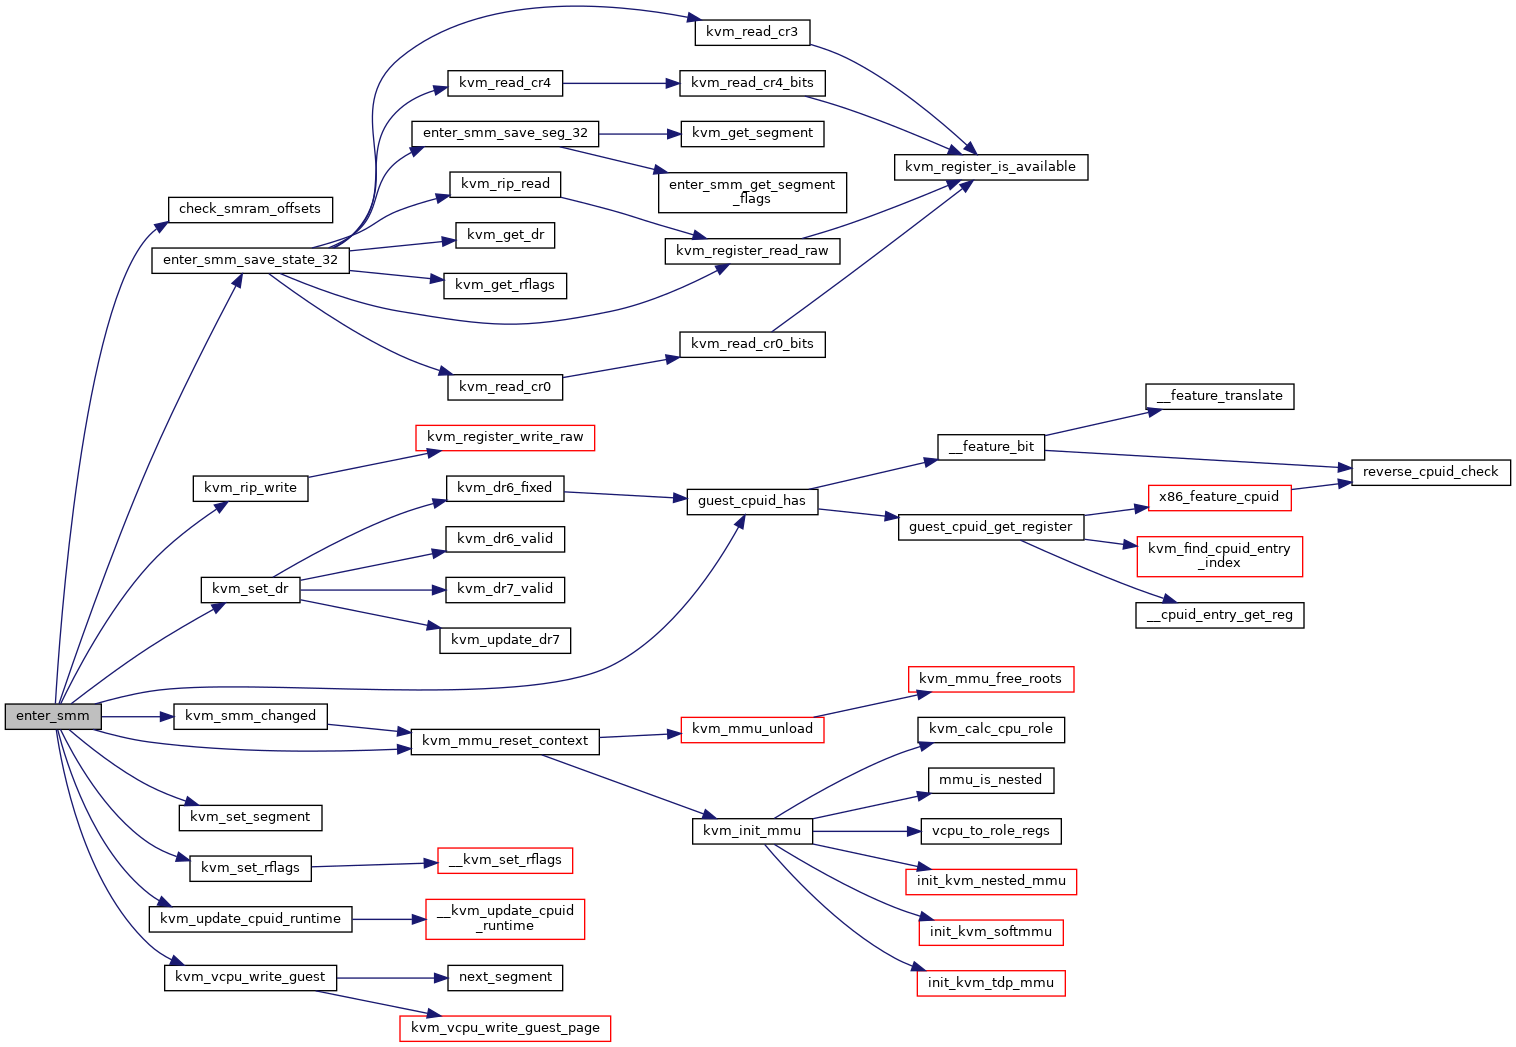 kvm_read_cr3
kvm_read_cr4
kvm_read_cr4_bits
enter_smm_save_seg_32
kvm_get_segment
kvm_register_is_available
kvm_rip_read
enter_smm_get_segment
_flags
check_smram_offsets
kvm_get_dr
kvm_register_read_raw
enter_smm_save_state_32
kvm_get_rflags
kvm_read_cr0_bits
kvm_read_cr0
__feature_translate
kvm_register_write_raw
__feature_bit
reverse_cpuid_check
kvm_rip_write
kvm_dr6_fixed
guest_cpuid_has
x86_feature_cpuid
guest_cpuid_get_register
kvm_dr6_valid
kvm_find_cpuid_entry
_index
kvm_set_dr
kvm_dr7_valid
__cpuid_entry_get_reg
kvm_update_dr7
kvm_mmu_free_roots
enter_smm
kvm_smm_changed
kvm_mmu_unload
kvm_calc_cpu_role
kvm_mmu_reset_context
mmu_is_nested
kvm_set_segment
kvm_init_mmu
vcpu_to_role_regs
kvm_set_rflags
__kvm_set_rflags
init_kvm_nested_mmu
kvm_update_cpuid_runtime
__kvm_update_cpuid
_runtime
init_kvm_softmmu
kvm_vcpu_write_guest
next_segment
init_kvm_tdp_mmu
kvm_vcpu_write_guest_page